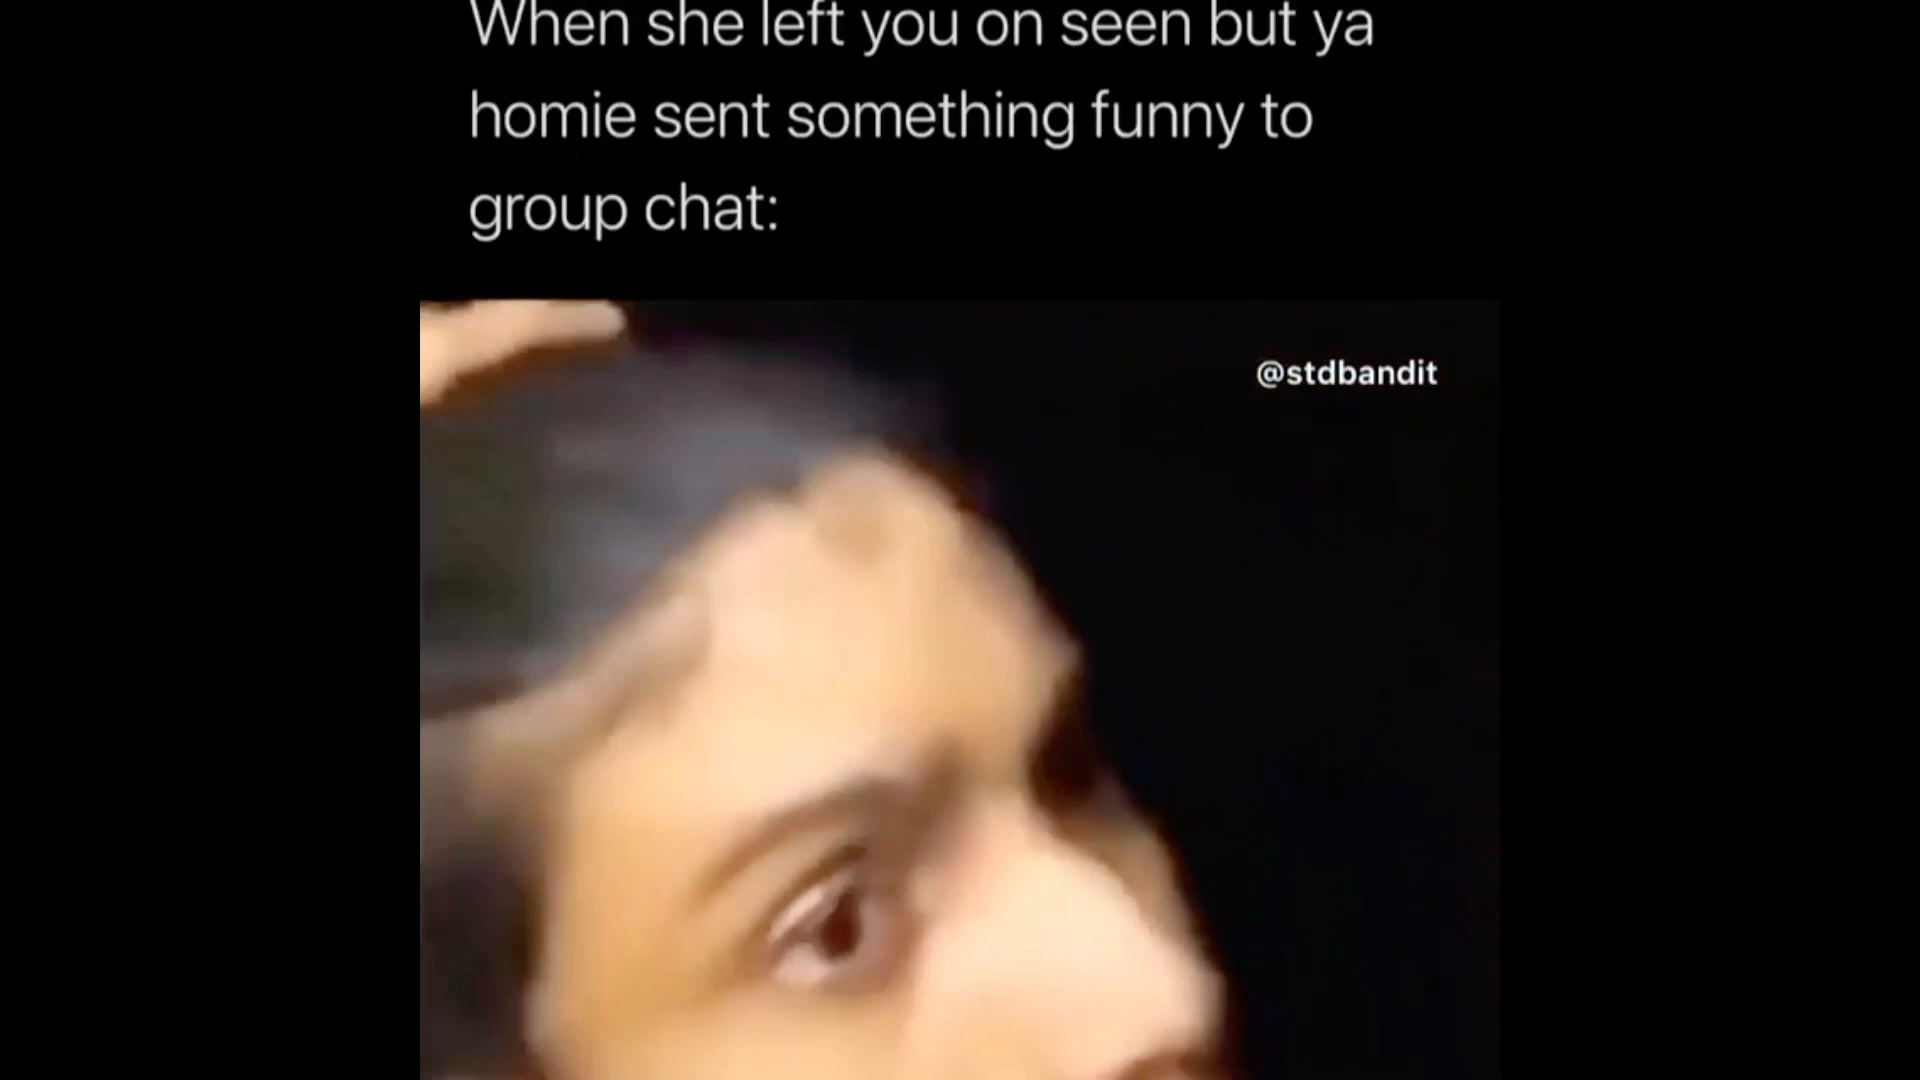 When she left you on seen but ya
homie sent something funny to
group chat:
@stdbandit